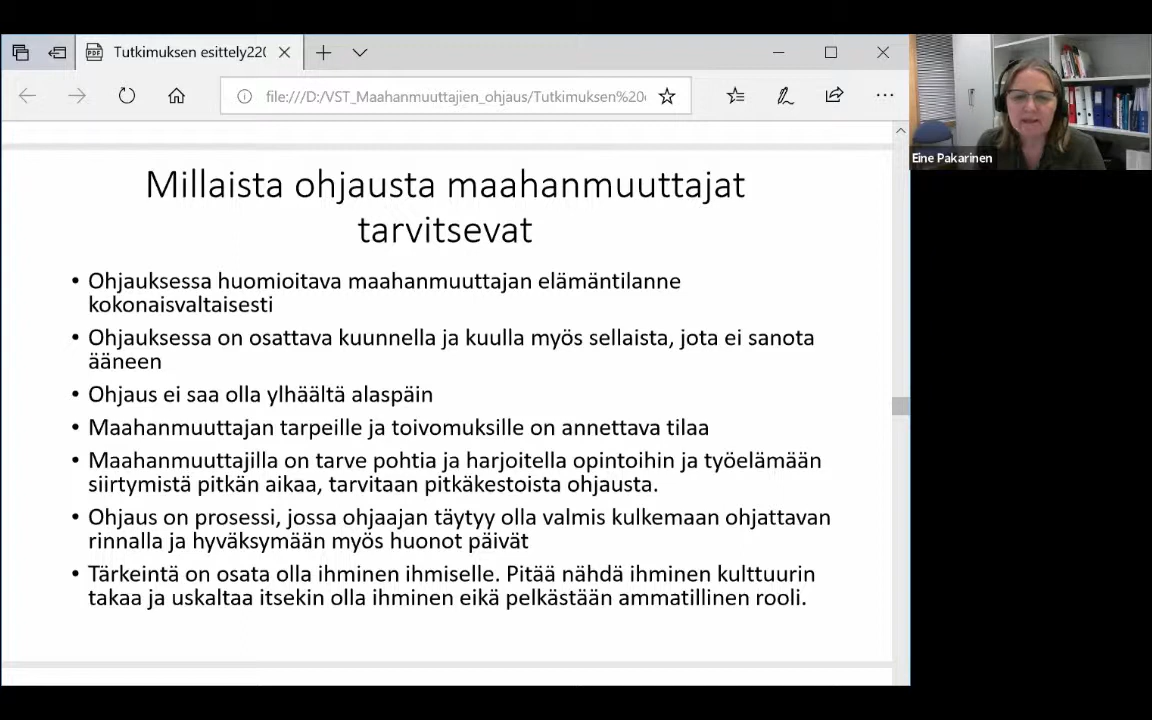 Tutkimuksen esittely220
file:///D:/VST_Maahanmuuttajien_ohjaus/Tutkimuksen%20
Eine Pakarinen
Millaista ohjausta maahanmuuttajat
tarvitsevat
• Ohjauksessa huomioitava maahanmuuttajan elämäntilanne
kokonaisvaltaisesti
• Ohjauksessa on osattava kuunnella ja kuulla myös sellaista, jota ei sanota
ääneen
• Ohjaus ei saa olla ylhäältä alaspäin
• Maahanmuuttajan tarpeille ja toivomuksille on annettava tilaa
• Maahanmuuttajilla on tarve pohtia ja harjoitella opintoihin ja työelämään
siirtymistä pitkän aikaa, tarvitaan pitkäkestoista ohjausta.
• Ohjaus on prosessi, jossa ohjaajan täytyy olla valmis kulkemaan ohjattavan
rinnalla ja hyväksymään myös huonot päivät
• Tärkeintä on osata olla ihminen ihmiselle. Pitää nähdä ihminen kulttuurin
takaa ja uskaltaa itsekin olla ihminen eikä pelkästään ammatillinen rooli.